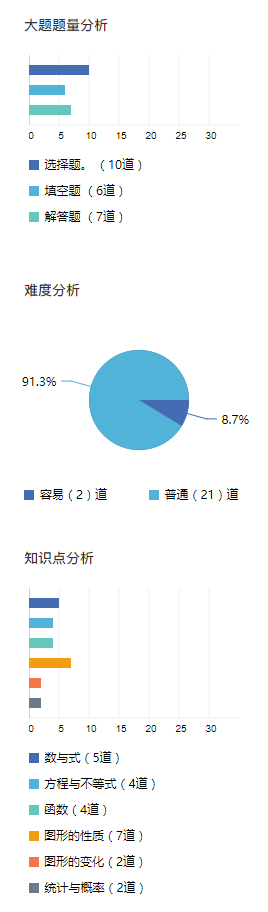 大题题量分析
0 5 10 15 20 25 30
选择题。（10道）
填空题（6道）
解答题（7道）
难度分析
91.3%
8.7%
容易（2）道 普通（21）道
知识点分析
0 5 10 15 20 25 30
数与式（5道）
方程与不等式（4道）
函数（4道）
图形的性质（7道）
图形的变化（2道）
统计与概率（2道）